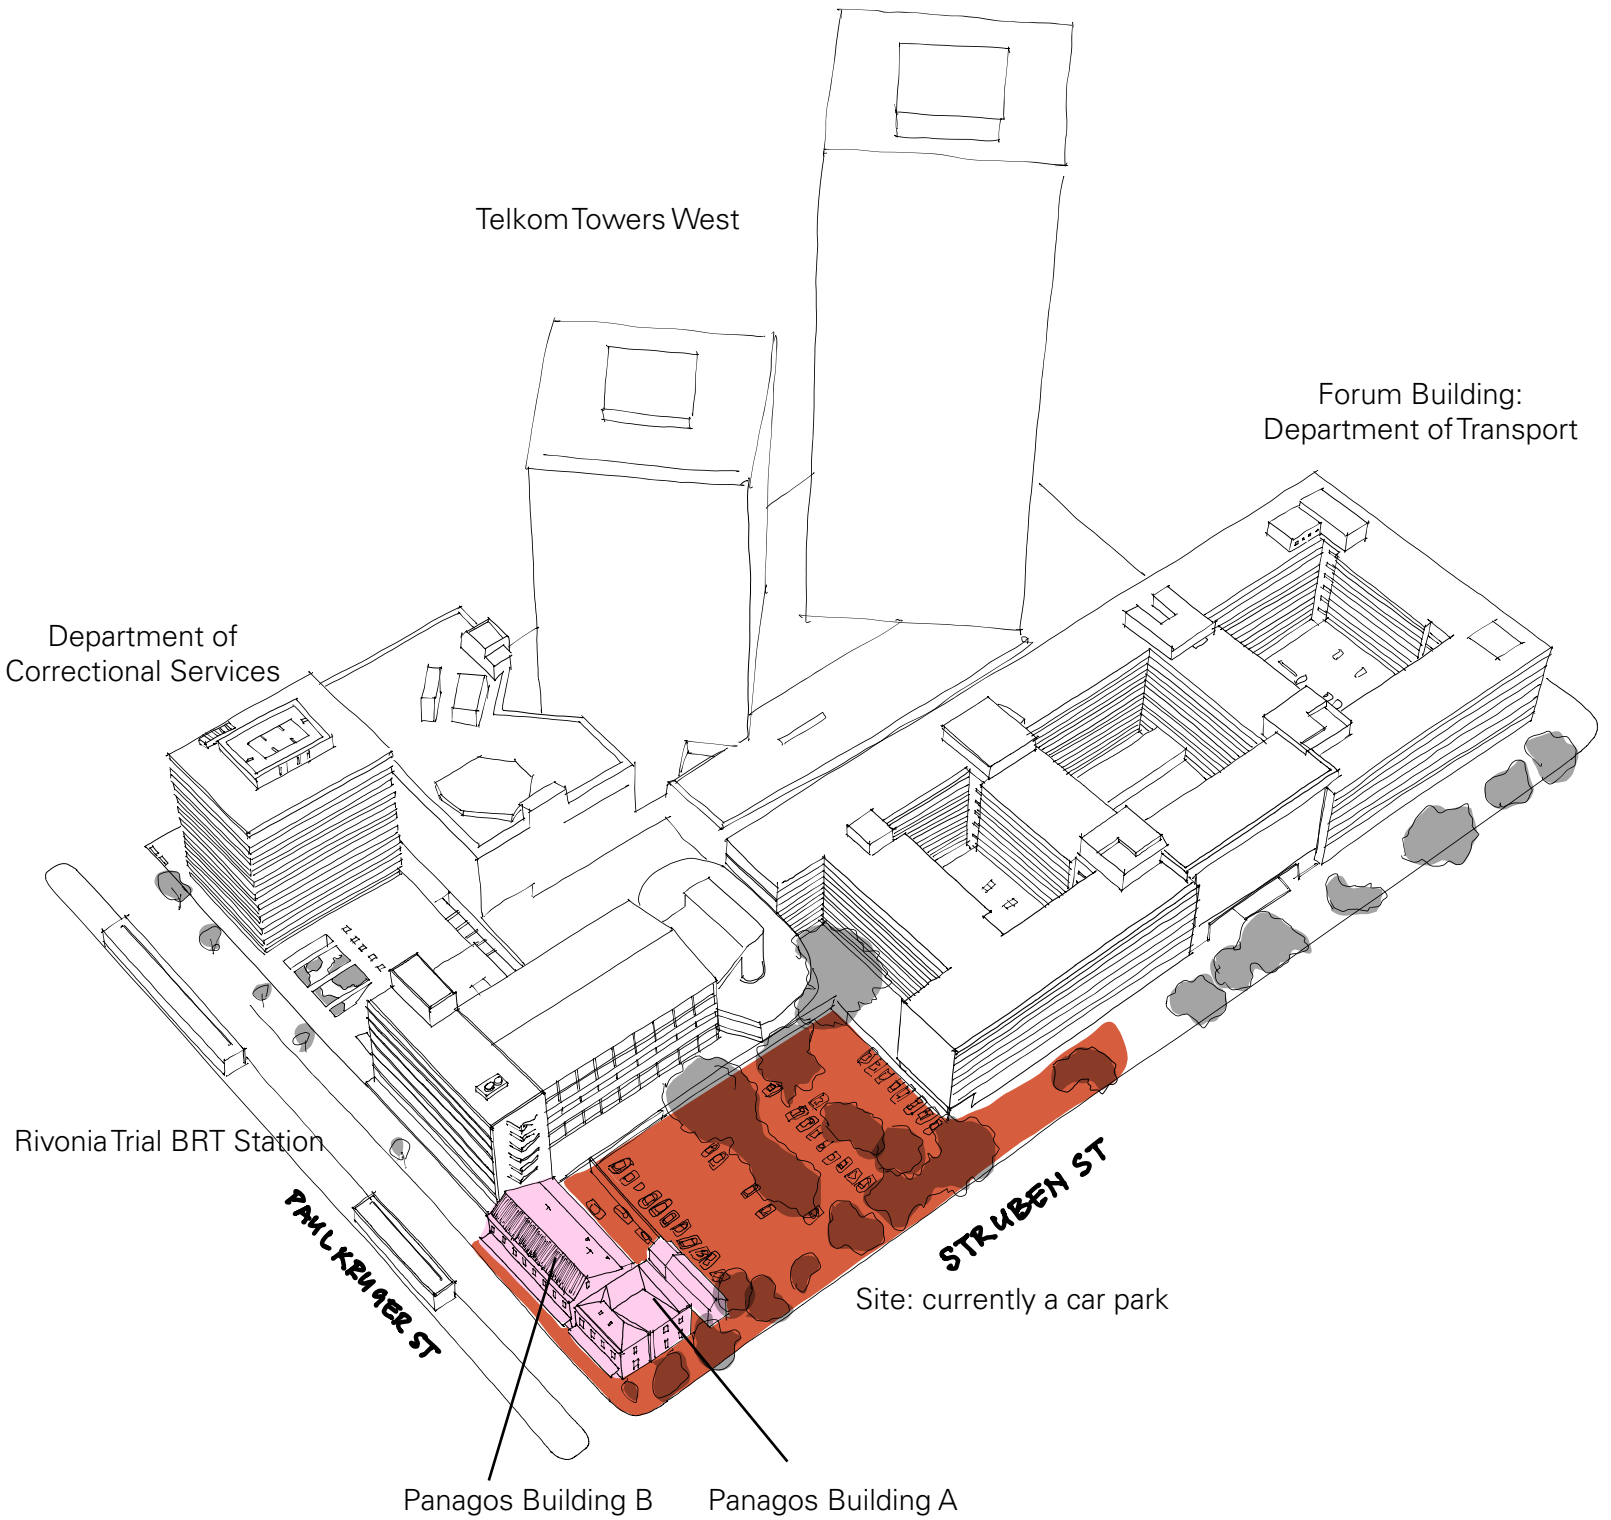 Telkom Towers West
Forum Building:
Department of Transport
Department of
Correctional Services
Rivonia Trial BRT Station
PAUL KRUGER ST
STRUBEN ST
Site: currently a car park
Panagos Building B
Panagos Building A